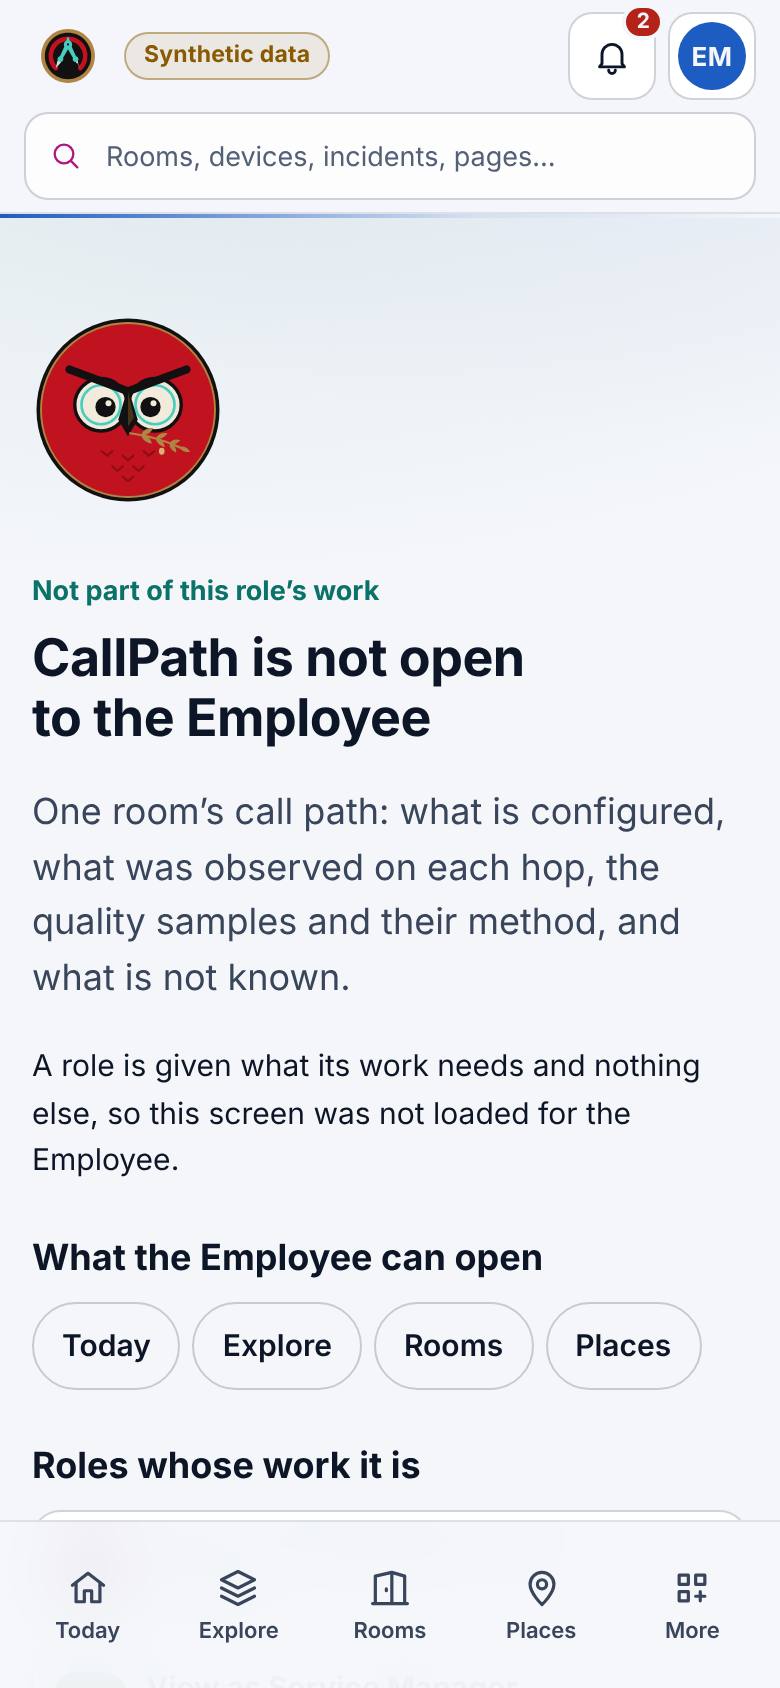 Synthetic data
2
EM
Rooms, devices, incidents, pages...
Not part of this role’s work
CallPath is not open
to the Employee
One room’s call path: what is configured,
what was observed on each hop, the
quality samples and their method, and
what is not known.
A role is given what its work needs and nothing
else, so this screen was not loaded for the
Employee.
What the Employee can open
Today Explore Rooms Places
Roles whose work it is
Today Explore Rooms Places More
View as Service Manager